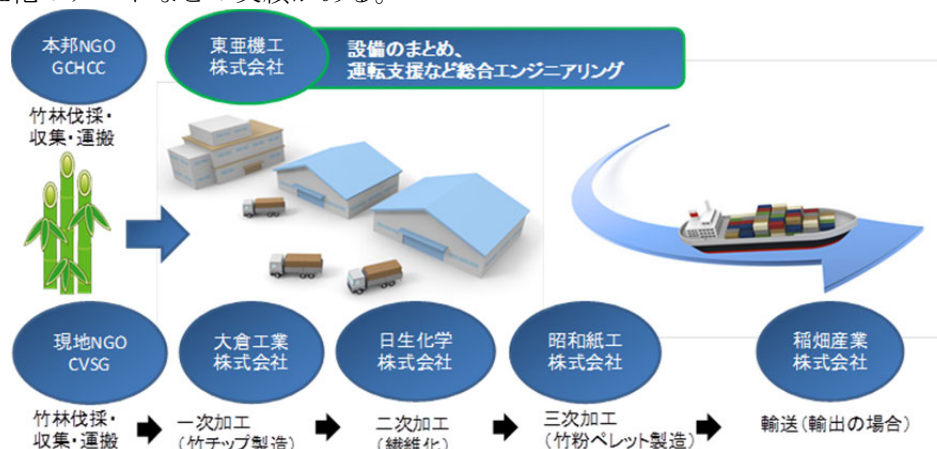 本邦NGO
GCHCC
東亜機工
株式会社
設備のまとめ、
運転支援など総合エンジニアリング
竹林伐採・
収集・運搬
現地NGO
CVSG
大倉工業
株式会社
日生化学
株式会社
昭和紙工
株式会社
稲畑産業
株式会社
竹林伐採・
収集・運搬
一次加工
(竹チップ製造)
二次加工
(繊維化)
三次加工
(竹粉ペレット製造)
輸送(輸出の場合)